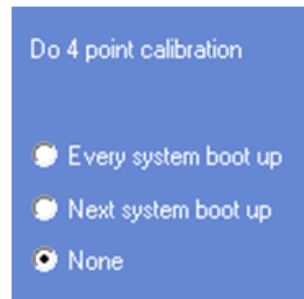 Do 4 point calibration
Every system boot up
Next system boot up
None